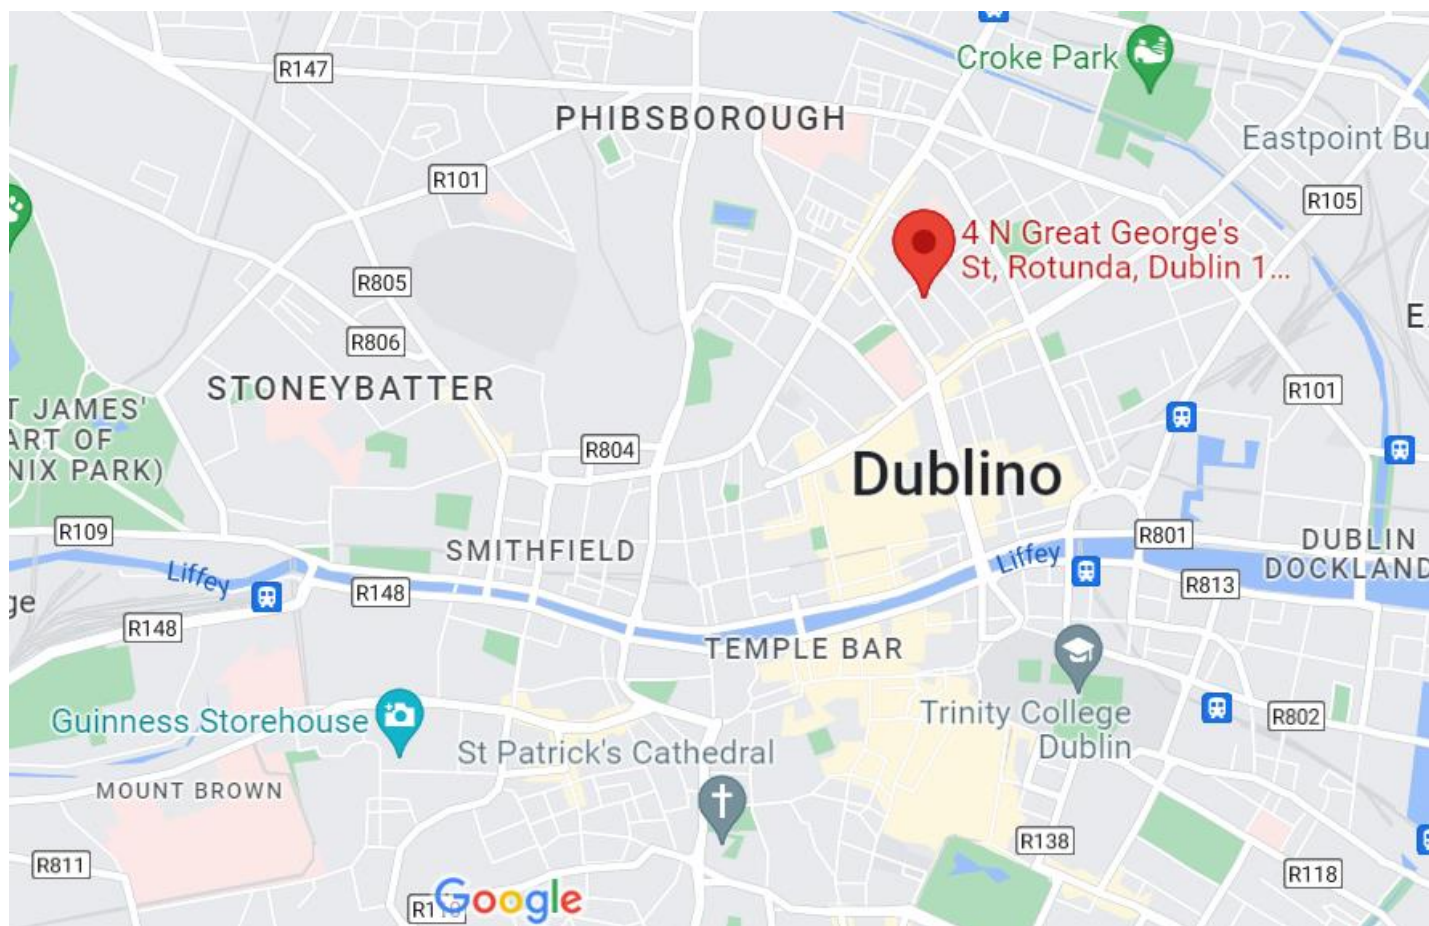 Croke Park
R147
PHIBSBOROUGH
Eastpoint Bu
R101
R105
4 N Great George's
St, Rotunda, Dublin 1...
R805
E
R806
STONEYBATTER
R101
T JAMES'
ART OF
NIX PARK)
R804
Dublino
R109
R801
SMITHFIELD
DUBLIN
DOCKLAND
Liffey
Liffey
R148
R813
ge
R148
TEMPLE BAR
Guinness Storehouse
Trinity College
Dublin
R802
St Patrick's Cathedral
MOUNT BROWN
R138
R811
R118
Google